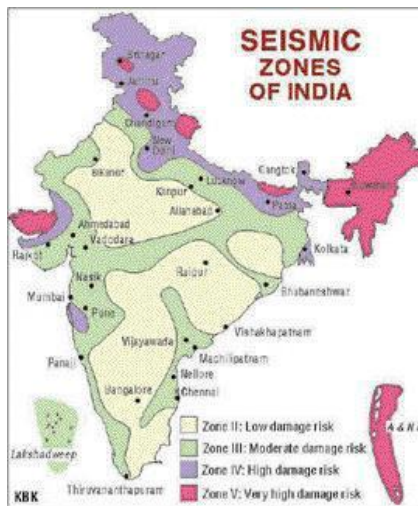 SEISMIC
ZONES
OF INDIA
Srinagar
Jammu
Chandigarh
New
Delhi
Bikaner
Lucknow
Kanpur
Allahabad
Gangtok
Patna
Guwahati
Ahmedabad
Vadodara
Rajkot
Kolkata
Raipur
Nasik
Bhubaneshwar
Mumbai
Pune
Vishakhapatnam
Vijayawada
Machlipatnam
Panaji
Nellore
Bangalore
Chennai
A & N I
Lakshadweep
Zone II: Low damage risk
Zone III: Moderate damage risk
Zone IV: High damage risk
Zone V: Very high damage risk
Thiruvananthapuram
KBK